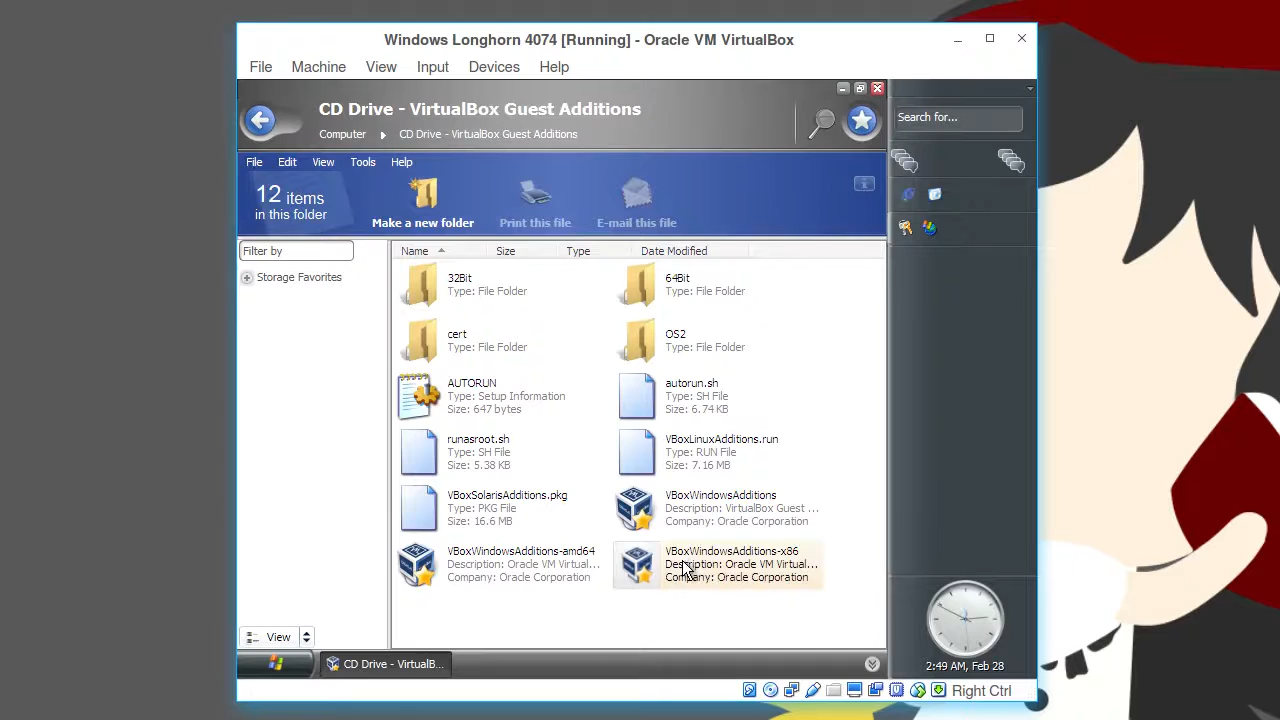 Windows Longhorn 4074 [Running] - Oracle VM VirtualBox
File Machine View Input Devices Help
CD Drive - VirtualBox Guest Additions
Computer CD Drive - VirtualBox Guest Additions
Search for...
File Edit View Tools Help
12 items
in this folder
Make a new folder Print this file E-mail this file
Filter by
Storage Favorites
Name Size Type Date Modified
32Bit
Type: File Folder
64Bit
Type: File Folder
cert
Type: File Folder
OS2
Type: File Folder
AUTORUN
Type: Setup Information
Size: 647 bytes
autorun.sh
Type: SH File
Size: 6.74 KB
runasroot.sh
Type: SH File
Size: 5.38 KB
VBoxLinuxAdditions.run
Type: RUN File
Size: 7.16 MB
VBoxSolarisAdditions.pkg
Type: PKG File
Size: 16.6 MB
VBoxWindowsAdditions
Description: VirtualBox Guest ...
Company: Oracle Corporation
VBoxWindowsAdditions-amd64
Description: Oracle VM Virtual...
Company: Oracle Corporation
VBoxWindowsAdditions-x86
Description: Oracle VM Virtual...
Company: Oracle Corporation
View
CD Drive - VirtualB...
2:49 AM, Feb 28
Right Ctrl